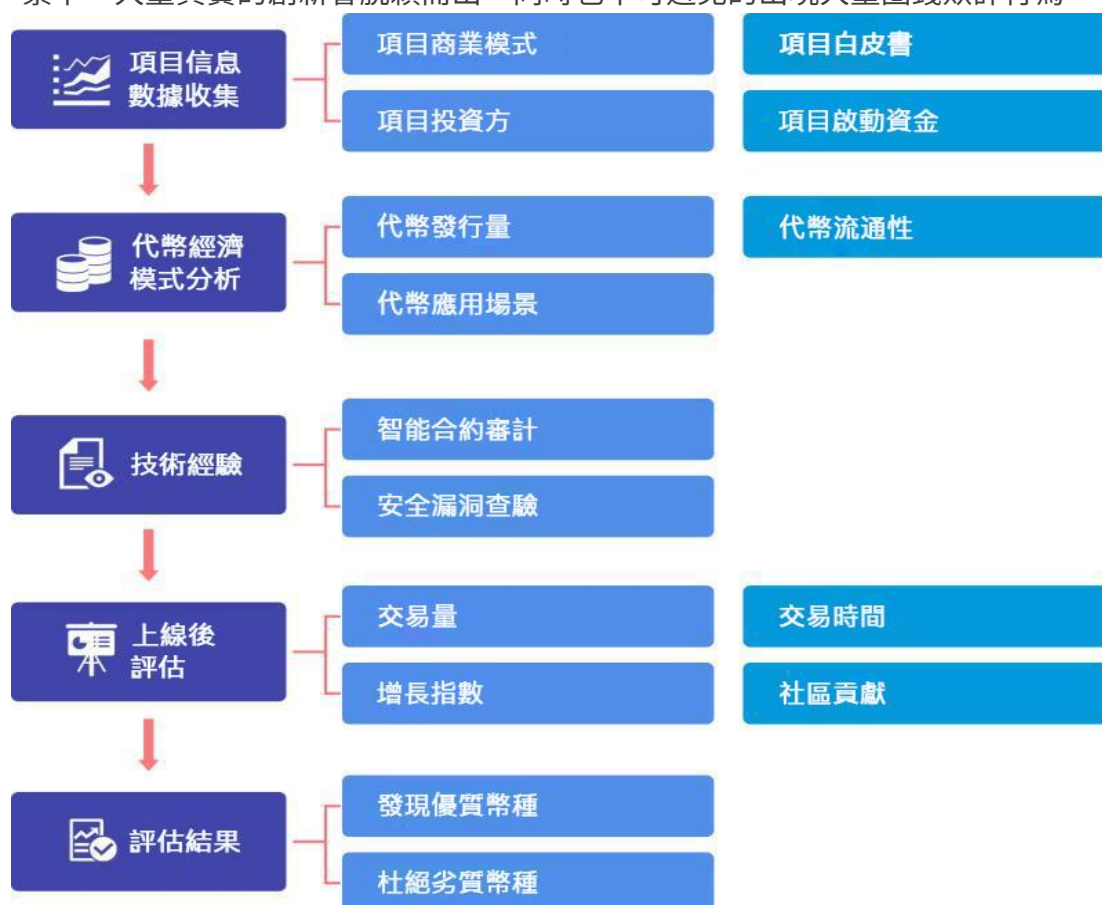 項目信息
數據收集
項目商業模式
項目白皮書
項目投資方
項目啟動資金
代幣經濟
模式分析
代幣發行量
代幣流通性
代幣應用場景
技術經驗
智能合約審計
安全漏洞查驗
上線後
評估
交易量
交易時間
增長指數
社區貢獻
評估結果
發現優質幣種
杜絕劣質幣種